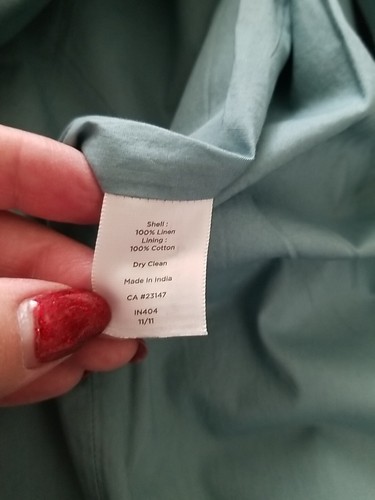 Shell :
100% Linen
Lining :
100% Cotton
Dry Clean
Made in India
CA #23147
IN404
11/11